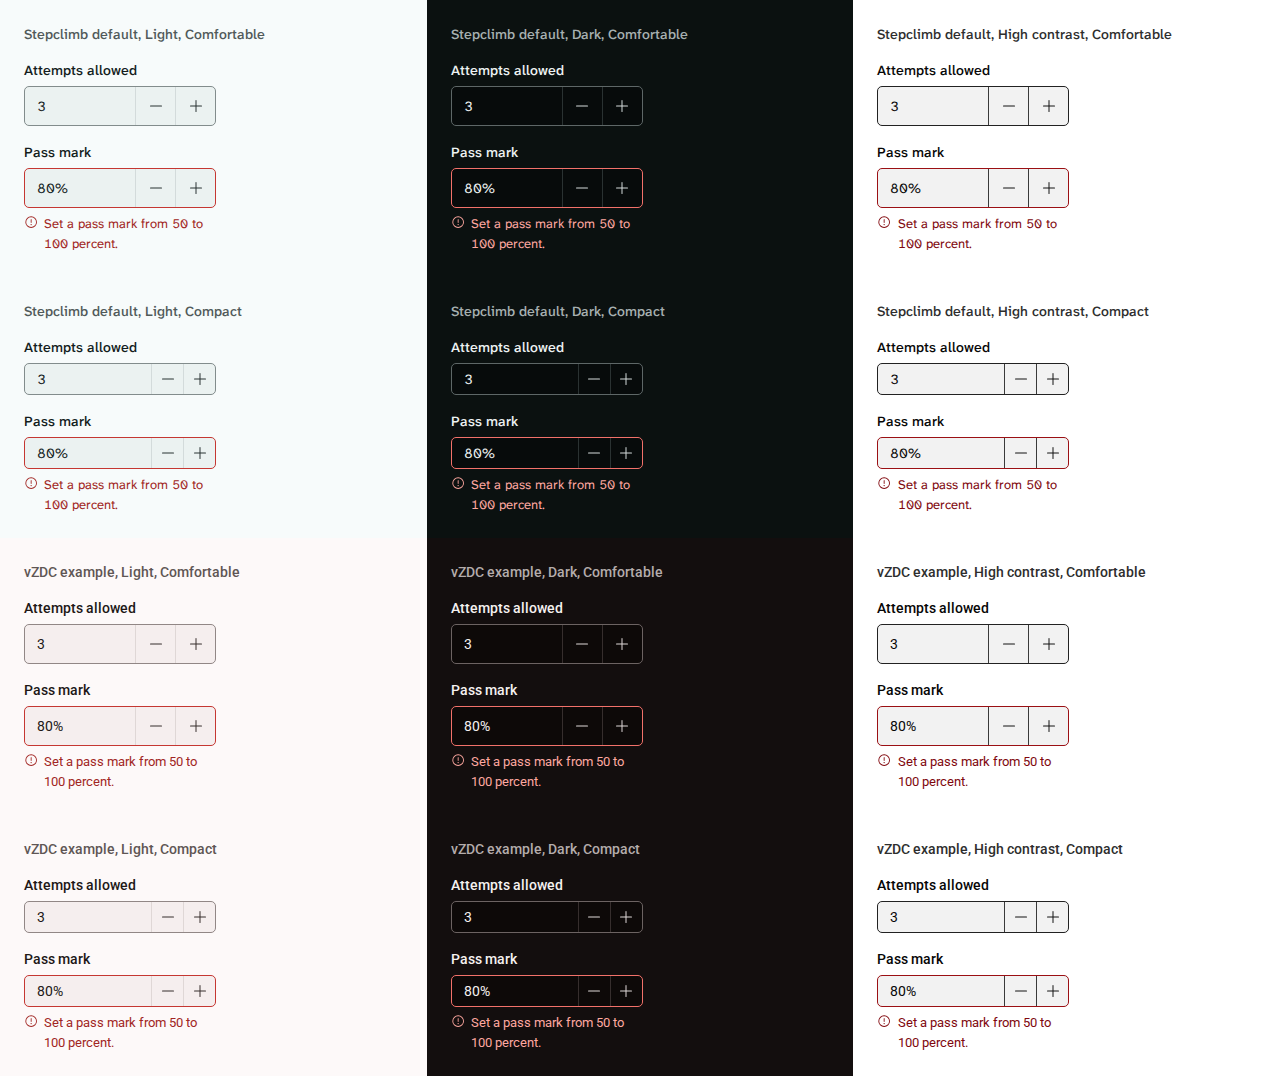 Stepclimb default, Light, Comfortable
Attempts allowed
3
Pass mark
80%
Set a pass mark from 50 to
100 percent.
Stepclimb default, Dark, Comfortable
Attempts allowed
3
Pass mark
80%
Set a pass mark from 50 to
100 percent.
Stepclimb default, High contrast, Comfortable
Attempts allowed
3
Pass mark
80%
Set a pass mark from 50 to
100 percent.
Stepclimb default, Light, Compact
Attempts allowed
3
Pass mark
80%
Set a pass mark from 50 to
100 percent.
Stepclimb default, Dark, Compact
Attempts allowed
3
Pass mark
80%
Set a pass mark from 50 to
100 percent.
Stepclimb default, High contrast, Compact
Attempts allowed
3
Pass mark
80%
Set a pass mark from 50 to
100 percent.
vZDC example, Light, Comfortable
Attempts allowed
3
Pass mark
80%
Set a pass mark from 50 to
100 percent.
vZDC example, Dark, Comfortable
Attempts allowed
3
Pass mark
80%
Set a pass mark from 50 to
100 percent.
vZDC example, High contrast, Comfortable
Attempts allowed
3
Pass mark
80%
Set a pass mark from 50 to
100 percent.
vZDC example, Light, Compact
Attempts allowed
3
Pass mark
80%
Set a pass mark from 50 to
100 percent.
vZDC example, Dark, Compact
Attempts allowed
3
Pass mark
80%
Set a pass mark from 50 to
100 percent.
vZDC example, High contrast, Compact
Attempts allowed
3
Pass mark
80%
Set a pass mark from 50 to
100 percent.